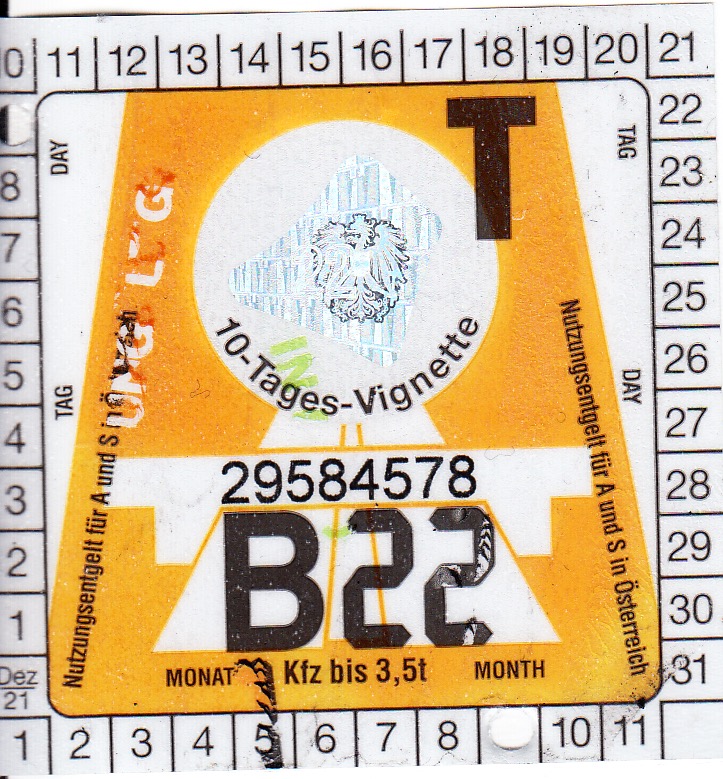 0 11 12 13 14 15 16 17 18 19 20 21
22
23
24
25
26
27
28
29
30
31
8
7
6
5
4
3
2
1
Dez
21
1 2 3 4 5 6 7 8 10 11
DAY
TAG
T
TAG
DAY
10-Tages-Vignette
29584578
B22
MONAT Kfz bis 3,5t MONTH
Nutzungsentgelt für A und S in Österreich